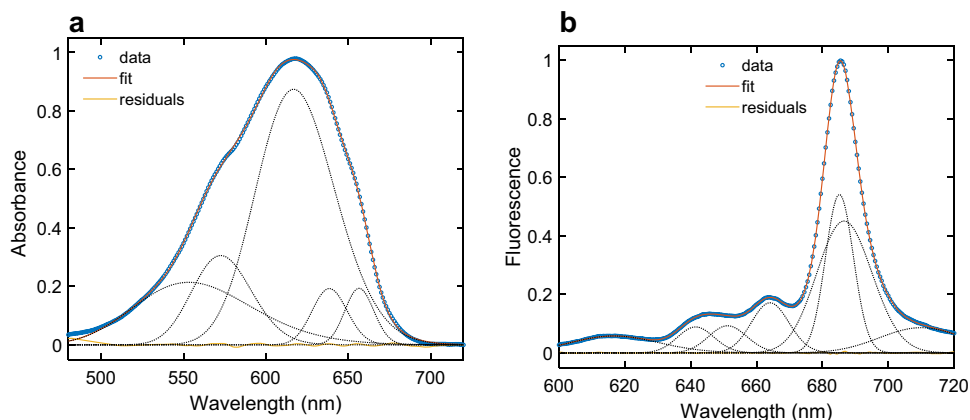 a
data
fit
residuals
Absorbance
1
0.8
0.6
0.4
0.2
0
500 550 600 650 700
Wavelength (nm)
b
data
fit
residuals
Fluorescence
1
0.8
0.6
0.4
0.2
0
600 620 640 660 680 700 720
Wavelength (nm)